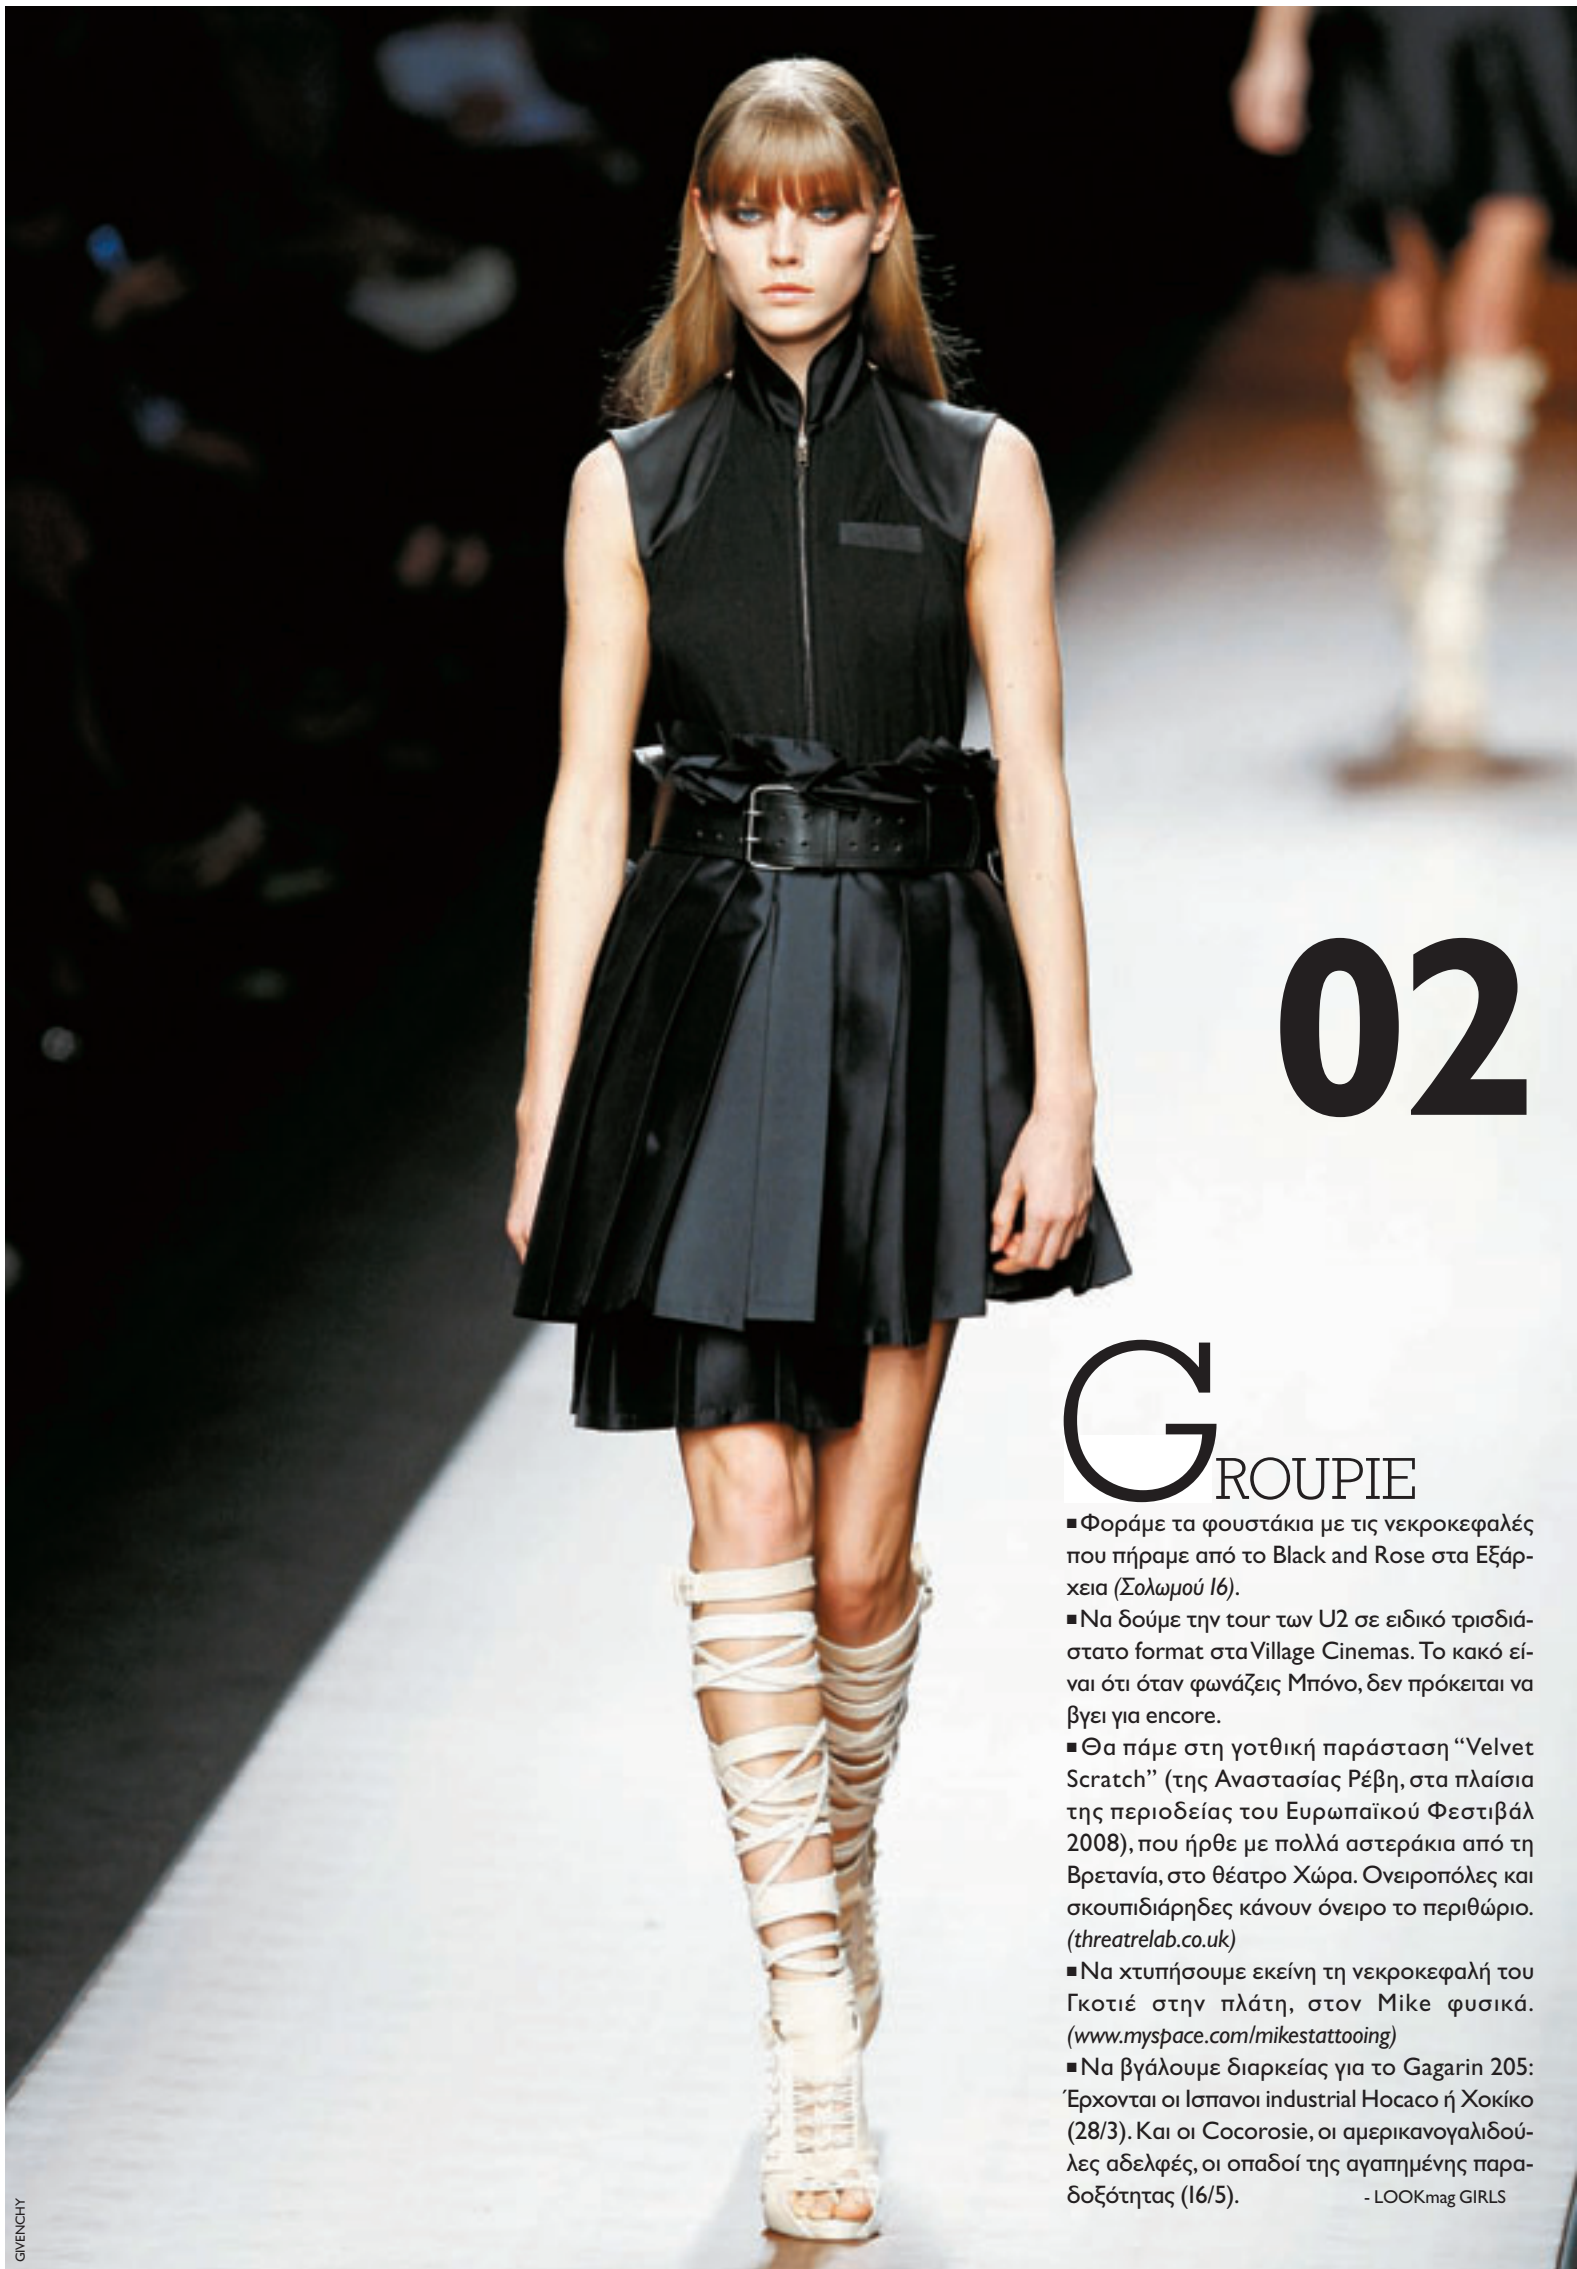 02
GROUPIE
▪Φοράμε τα φουστάκια με τις νεκροκεφαλές
που πήραμε από το Black and Rose στα Εξάρ-
χεια (Σολωμού 16).
▪Να δούμε την tour των U2 σε ειδικό τρισδιά-
στατο format στα Village Cinemas. Το κακό εί-
ναι ότι όταν φωνάζεις Μπόνο, δεν πρόκειται να
βγει για encore.
▪Θα πάμε στη γοτθική παράσταση “Velvet
Scratch” (της Αναστασίας Ρέβη, στα πλαίσια
της περιοδείας του Ευρωπαϊκού Φεστιβάλ
2008), που ήρθε με πολλά αστεράκια από τη
Βρετανία, στο θέατρο Χώρα. Ονειροπόλες και
σκουπιδιάρηδες κάνουν όνειρο το περιθώριο.
(threatrelab.co.uk)
▪Να χτυπήσουμε εκείνη τη νεκροκεφαλή του
Γκοτιέ στην πλάτη, στον Mike φυσικά.
(www.myspace.com/mikestattooing)
▪Να βγάλουμε διαρκείας για το Gagarin 205:
Έρχονται οι Ισπανοι industrial Hocaco ή Χοκίκο
(28/3). Και οι Cocorosie, οι αμερικανογαλιδού-
λες αδελφές, οι οπαδοί της αγαπημένης παρα-
δοξότητας (16/5). - LOOKmag GIRLS
GIVENCHY